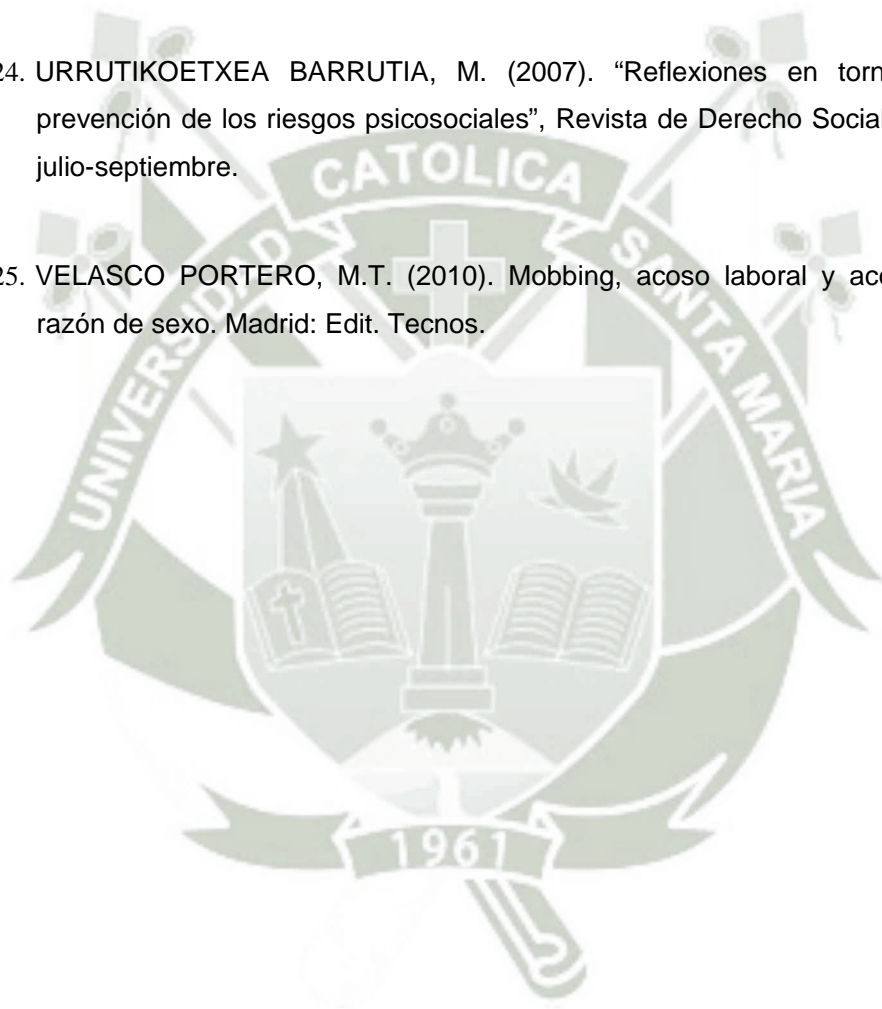 24. URRUTIKOETXEA BARRUTIA, M. (2007). “Reflexiones en torn
prevención de los riesgos psicosociales”, Revista de Derecho Social
julio-septiembre.
25. VELASCO PORTERO, M.T. (2010). Mobbing, acoso laboral y aco
razón de sexo. Madrid: Edit. Tecnos.
UNIVERSIDAD CATOLICA SANTA MARIA
1961